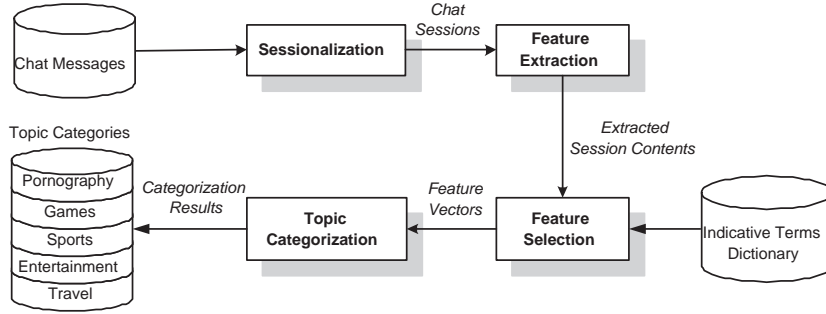 Chat Messages
Sessionalization
Chat
Sessions
Feature
Extraction
Extracted
Session Contents
Indicative Terms
Dictionary
Feature
Selection
Feature
Vectors
Topic
Categorization
Categorization
Results
Topic Categories
Pornography
Games
Sports
Entertainment
Travel